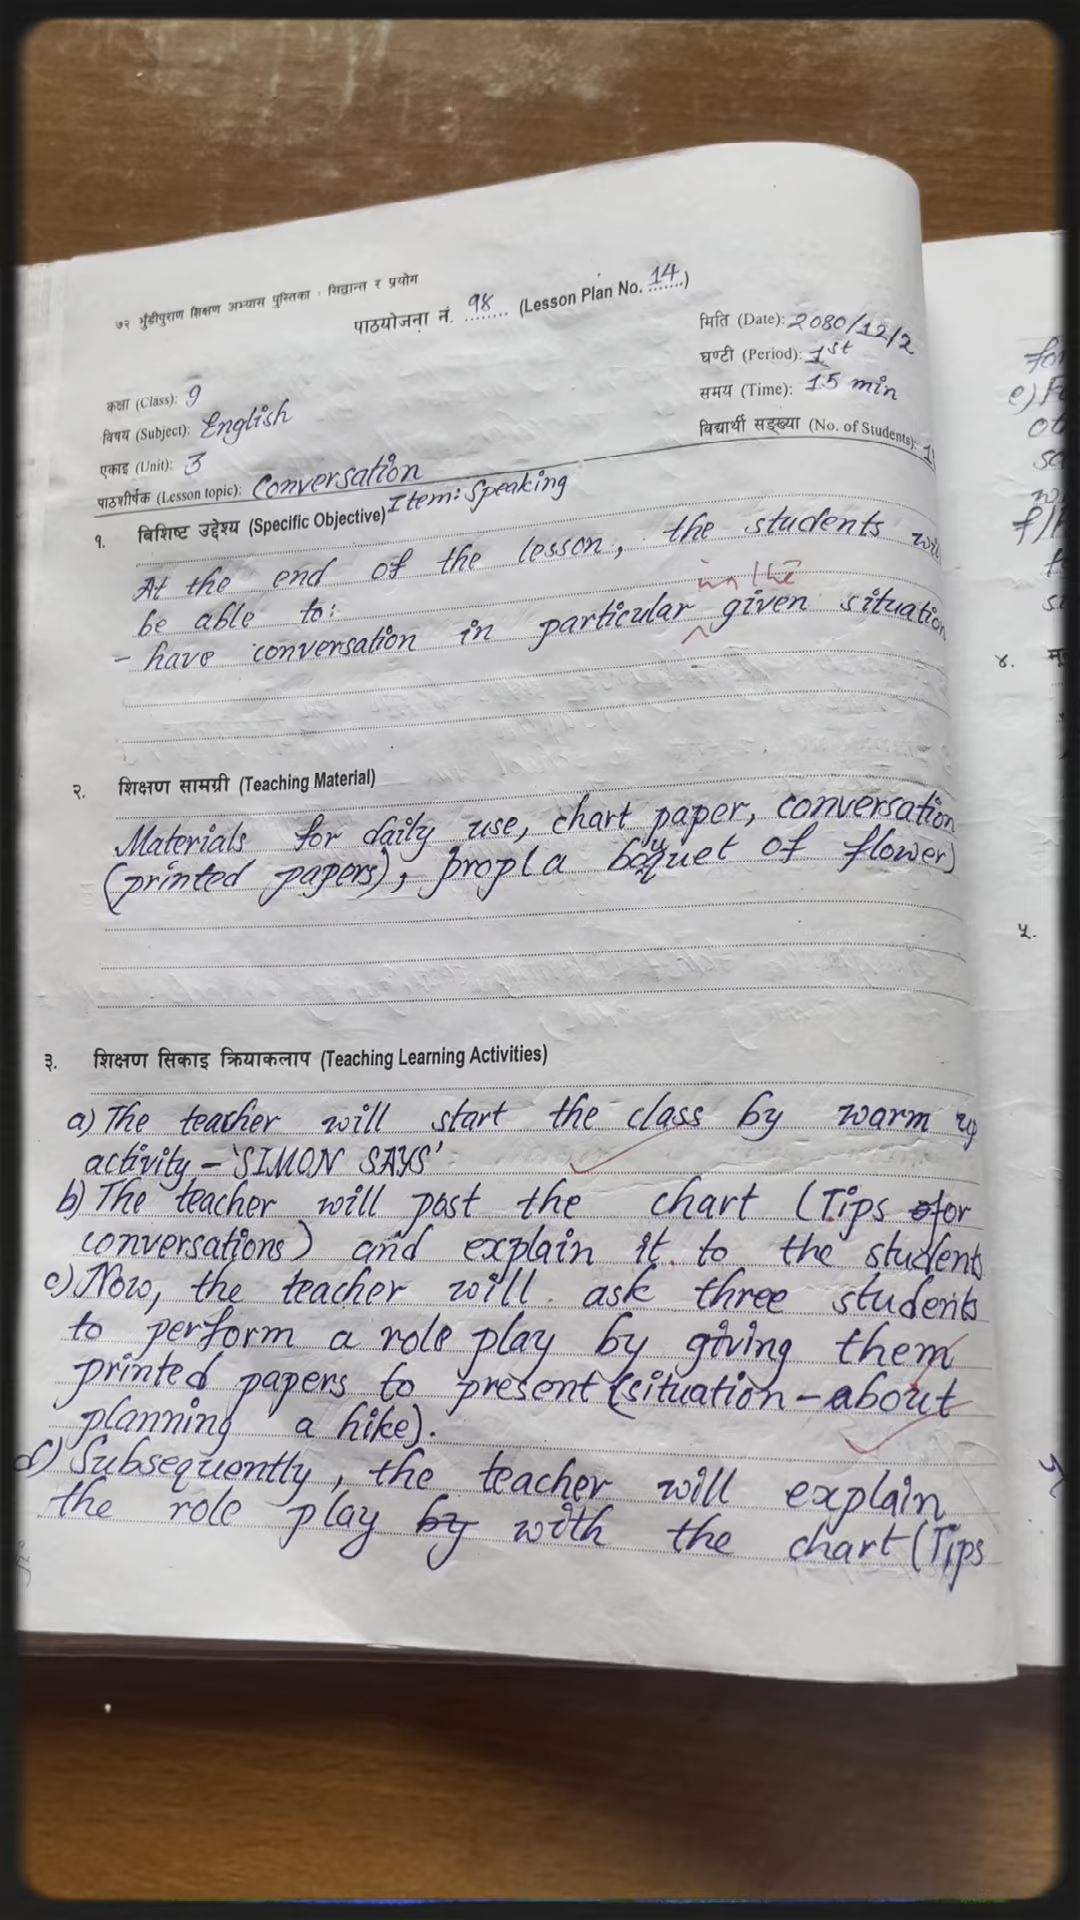 ७२ भुँडीपुराण शिक्षण अभ्यास पुस्तिका : सिद्धान्त र प्रयोग
पाठयोजना नं. १४ (Lesson Plan No. 14)
मिति (Date): 2080/12/2
घण्टी (Period): 1st
कक्षा (Class): 9
समय (Time): 15 min
विषय (Subject): English
विद्यार्थी सङ्ख्या (No. of Students):
एकाइ (Unit): 3
पाठशीर्षक (Lesson topic): Conversation
Item: Speaking
१. विशिष्ट उद्देश्य (Specific Objective)
At the end of the lesson, the students will
be able to:
in the
- have conversation in particular ^ given situation
२. शिक्षण सामग्री (Teaching Material)
Materials for daily use, chart paper, conversation
(printed papers), prop(a boquet of flower)
३. शिक्षण सिकाइ क्रियाकलाप (Teaching Learning Activities)
a) The teacher will start the class by warm up
activity - 'SIMON SAYS'
b) The teacher will post the chart (Tips for
conversations) and explain it to the students
c) Now, the teacher will ask three students
to perform a role play by giving them
printed papers to present (situation - about
planning a hike).
d) Subsequently, the teacher will explain
the role play by with the chart (Tips
for
e)
४.
५.